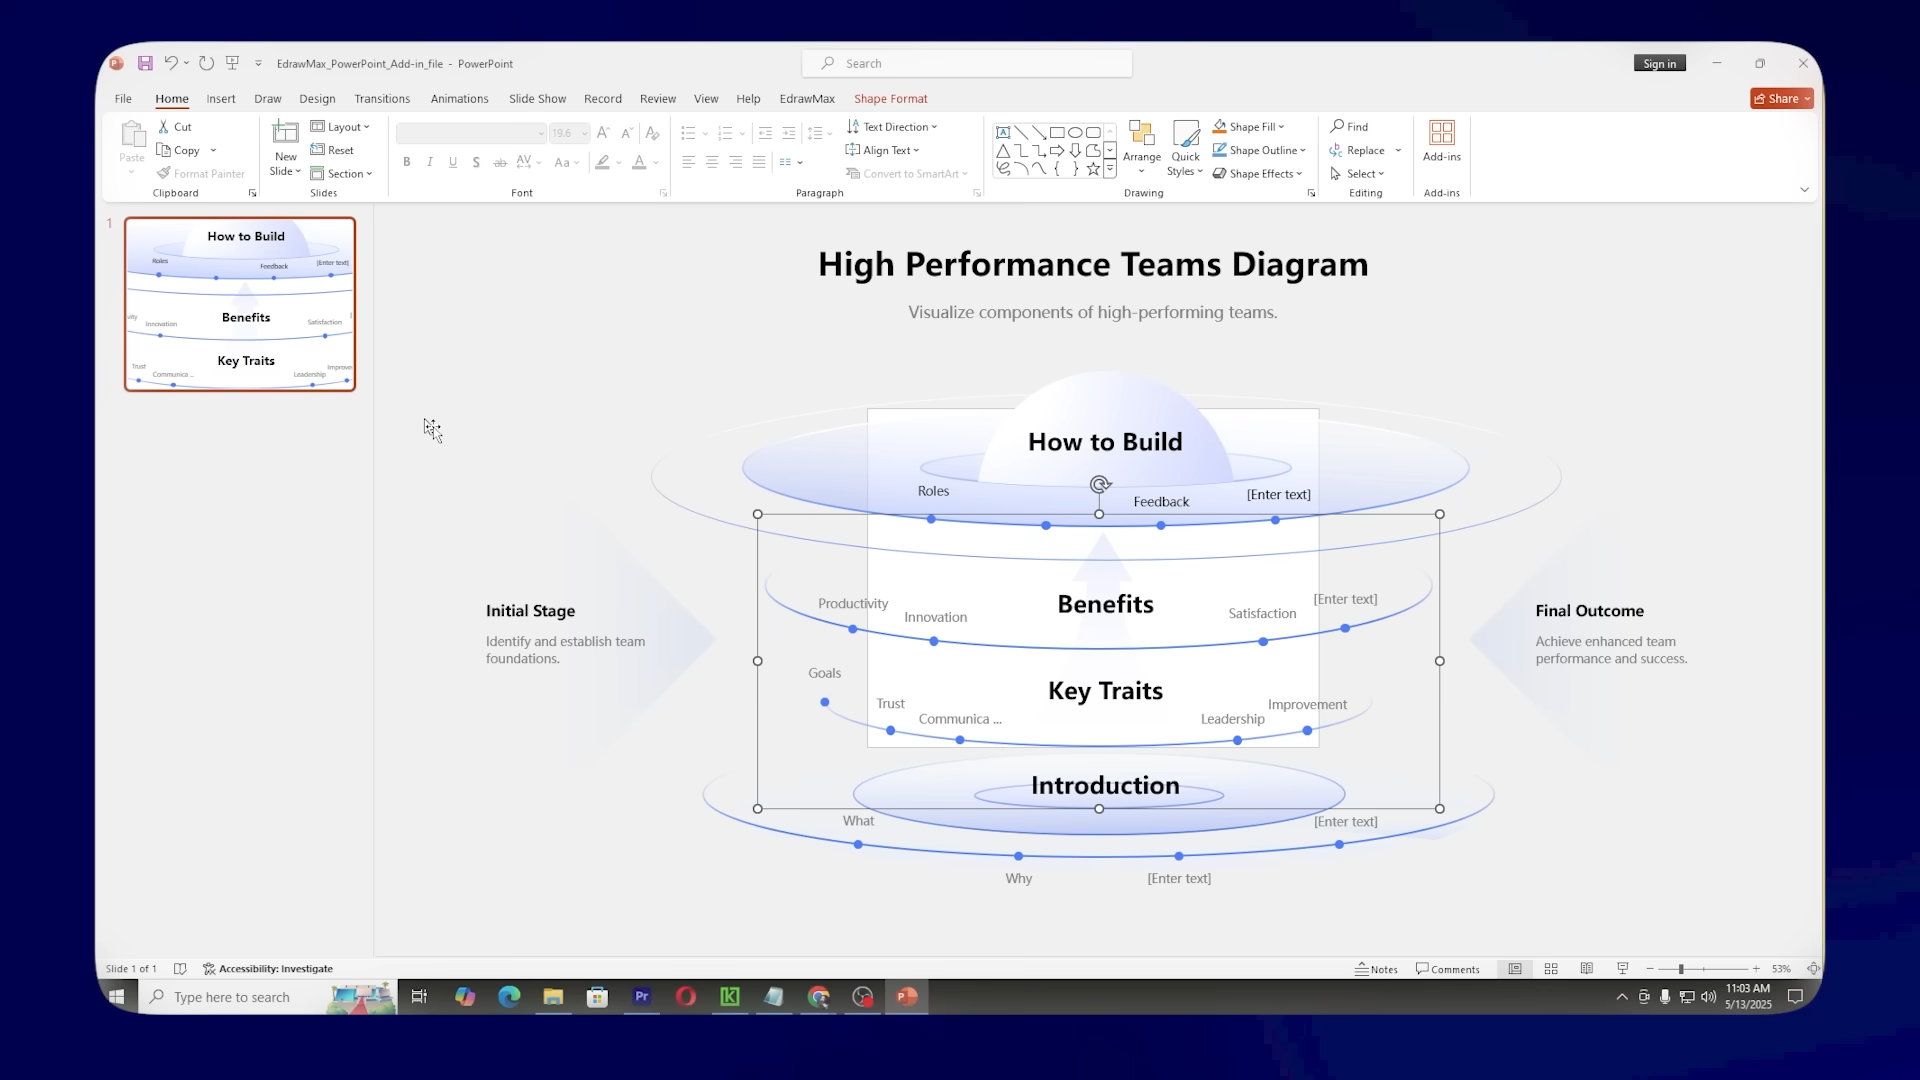 EdrawMax_PowerPoint_Add-in_file - PowerPoint
Search
Sign in
File Home Insert Draw Design Transitions Animations Slide Show Record Review View Help EdrawMax Shape Format
Share
Paste
Cut
Copy
Format Painter
Clipboard
New Slide
Layout
Reset
Section
Slides
19.6
Font
Text Direction
Align Text
Convert to SmartArt
Paragraph
Arrange
Quick Styles
Shape Fill
Shape Outline
Shape Effects
Drawing
Find
Replace
Select
Editing
Add-ins
Add-ins
1
How to Build
Roles
Feedback
[Enter text]
Benefits
Innovation
Satisfaction
Key Traits
Trust
Communica ...
Leadership
Improve
High Performance Teams Diagram
Visualize components of high-performing teams.
How to Build
Roles
Feedback
[Enter text]
Initial Stage
Identify and establish team
foundations.
Benefits
Productivity
Innovation
Satisfaction
[Enter text]
Final Outcome
Achieve enhanced team
performance and success.
Goals
Key Traits
Trust
Communica ...
Leadership
Improvement
Introduction
What
[Enter text]
Why
[Enter text]
Slide 1 of 1
Accessibility: Investigate
Notes
Comments
53%
Type here to search
Pr
11:03 AM
5/13/2025